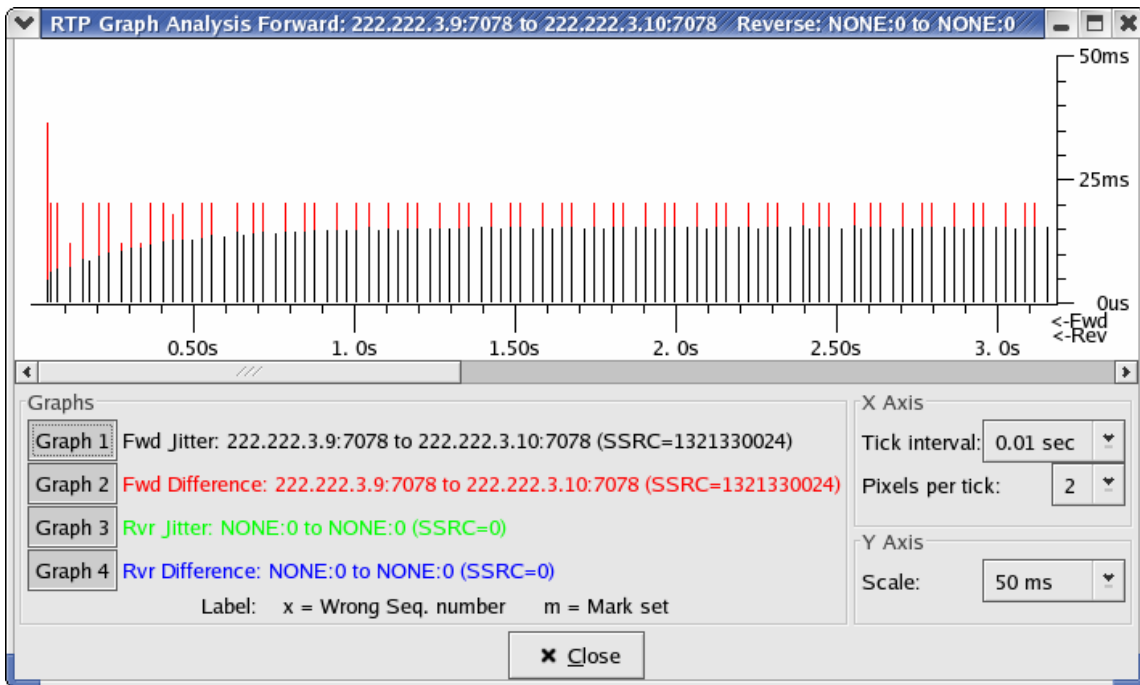 RTP Graph Analysis Forward: 222.222.3.9:7078 to 222.222.3.10:7078 Reverse: NONE:0 to NONE:0
50ms
25ms
0us
<-Fwd
<-Rev
0.50s 1. 0s 1.50s 2. 0s 2.50s 3. 0s
Graphs
Graph 1 Fwd Jitter: 222.222.3.9:7078 to 222.222.3.10:7078 (SSRC=1321330024)
Graph 2 Fwd Difference: 222.222.3.9:7078 to 222.222.3.10:7078 (SSRC=1321330024)
Graph 3 Rvr Jitter: NONE:0 to NONE:0 (SSRC=0)
Graph 4 Rvr Difference: NONE:0 to NONE:0 (SSRC=0)
Label: x = Wrong Seq. number m = Mark set
X Axis
Tick interval: 0.01 sec
Pixels per tick: 2
Y Axis
Scale: 50 ms
Close